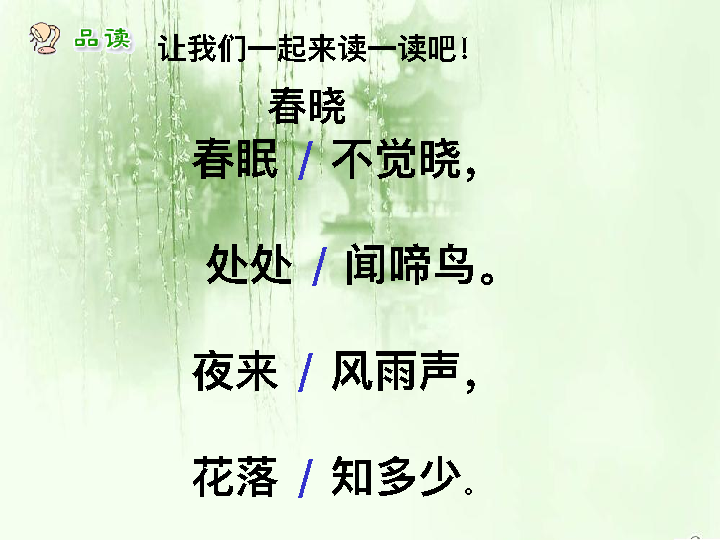 品读
让我们一起来读一读吧！
春晓
春眠 / 不觉晓，
处处 / 闻啼鸟。
夜来 / 风雨声，
花落 / 知多少。